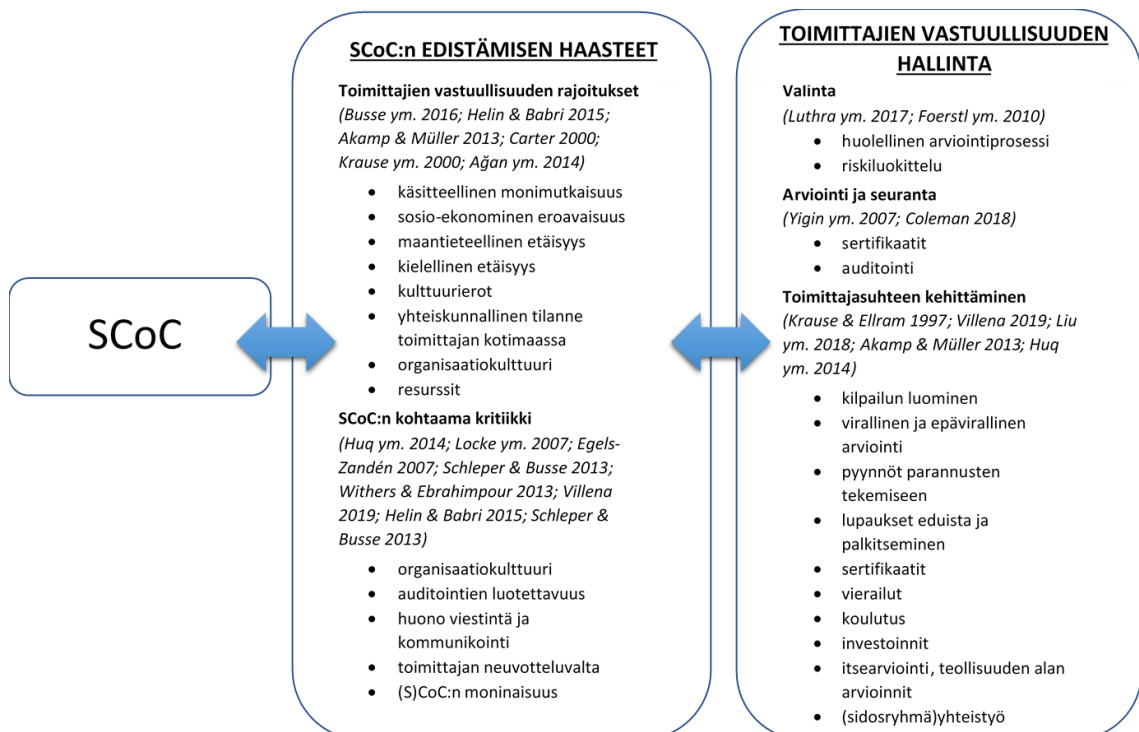 SCoC
SCoC:n EDISTÄMISEN HAASTEET
Toimittajien vastuullisuuden rajoitukset
(Busse ym. 2016; Helin & Babri 2015;
Akamp & Müller 2013; Carter 2000;
Krause ym. 2000; Ağan ym. 2014)
• käsitteellinen monimutkaisuus
• sosio-ekonominen eroavaisuus
• maantieteellinen etäisyys
• kielellinen etäisyys
• kulttuurierot
• yhteiskunnallinen tilanne
toimittajan kotimaassa
• organisaatiokulttuuri
• resurssit
SCoC:n kohtaama kritiikki
(Huq ym. 2014; Locke ym. 2007; Egels-
Zandén 2007; Schleper & Busse 2013;
Withers & Ebrahimpour 2013; Villena
2019; Helin & Babri 2015; Schleper &
Busse 2013)
• organisaatiokulttuuri
• auditointien luotettavuus
• huono viestintä ja
kommunikointi
• toimittajan neuvotteluvalta
• (S)CoC:n moninaisuus
TOIMITTAJIEN VASTUULLISUUDEN
HALLINTA
Valinta
(Luthra ym. 2017; Foerstl ym. 2010)
• huolellinen arviointiprosessi
• riskiluokittelu
Arviointi ja seuranta
(Yigin ym. 2007; Coleman 2018)
• sertifikaatit
• auditointi
Toimittajasuhteen kehittäminen
(Krause & Ellram 1997; Villena 2019; Liu
ym. 2018; Akamp & Müller 2013; Huq
ym. 2014)
• kilpailun luominen
• virallinen ja epävirallinen
arviointi
• pyynnöt parannusten
tekemiseen
• lupaukset eduista ja
palkitseminen
• sertifikaatit
• vierailut
• koulutus
• investoinnit
• itsearviointi, teollisuuden alan
arvioinnit
• (sidosryhmä)yhteistyö